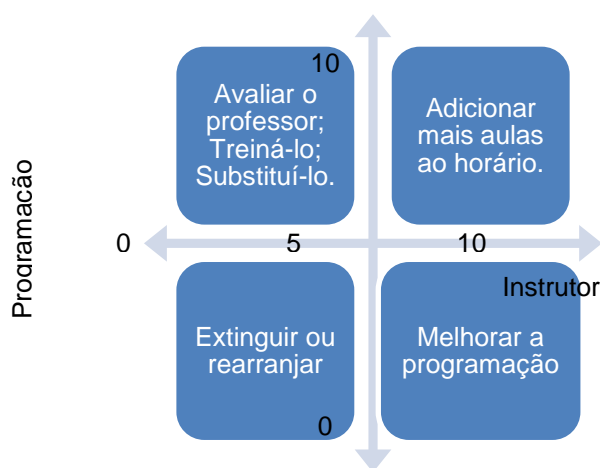 10
Avaliar o
professor;
Treiná-lo;
Substituí-lo.
Adicionar
mais aulas
ao horário.
Programação
0
5
10
Instrutor
Extinguir ou
rearranjar
Melhorar a
programação
0